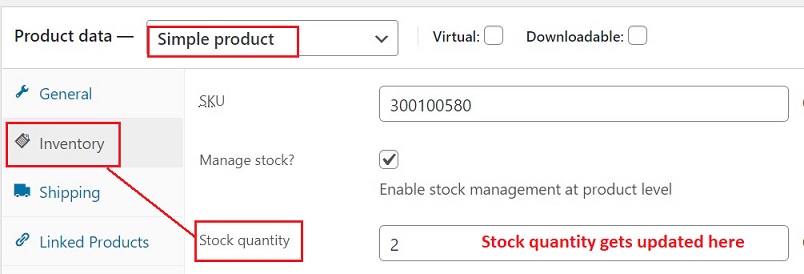 Product data — Simple product Virtual: Downloadable:
General
SKU 300100580
Inventory
Manage stock?
Enable stock management at product level
Shipping
Linked Products
Stock quantity 2 Stock quantity gets updated here